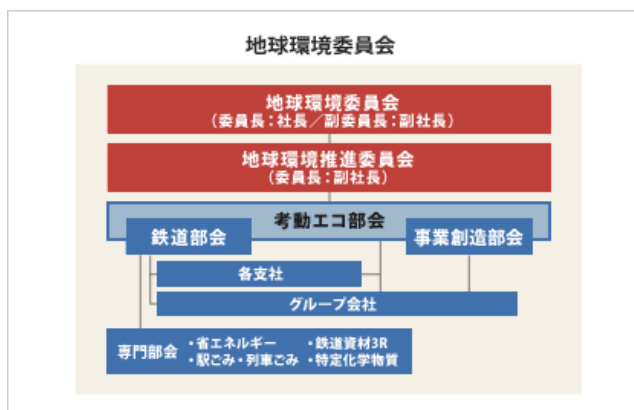 地球環境委員会
地球環境委員会
（委員長：社長／副委員長：副社長）
地球環境推進委員会
（委員長：副社長）
考動エコ部会
鉄道部会
事業創造部会
各支社
グループ会社
専門部会
・省エネルギー ・鉄道資材3R
・駅ごみ・列車ごみ ・特定化学物質